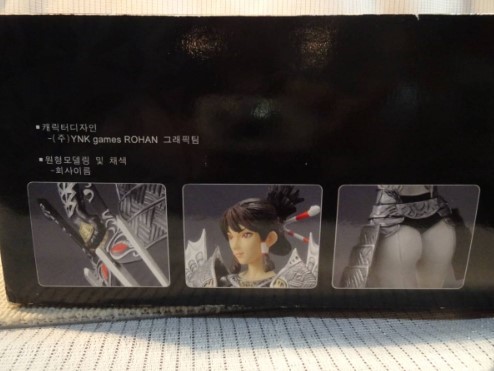 ▪캐릭터디자인
-(주)YNK games ROHAN 그래픽팀
▪원형모델링 및 채색
-회사이름